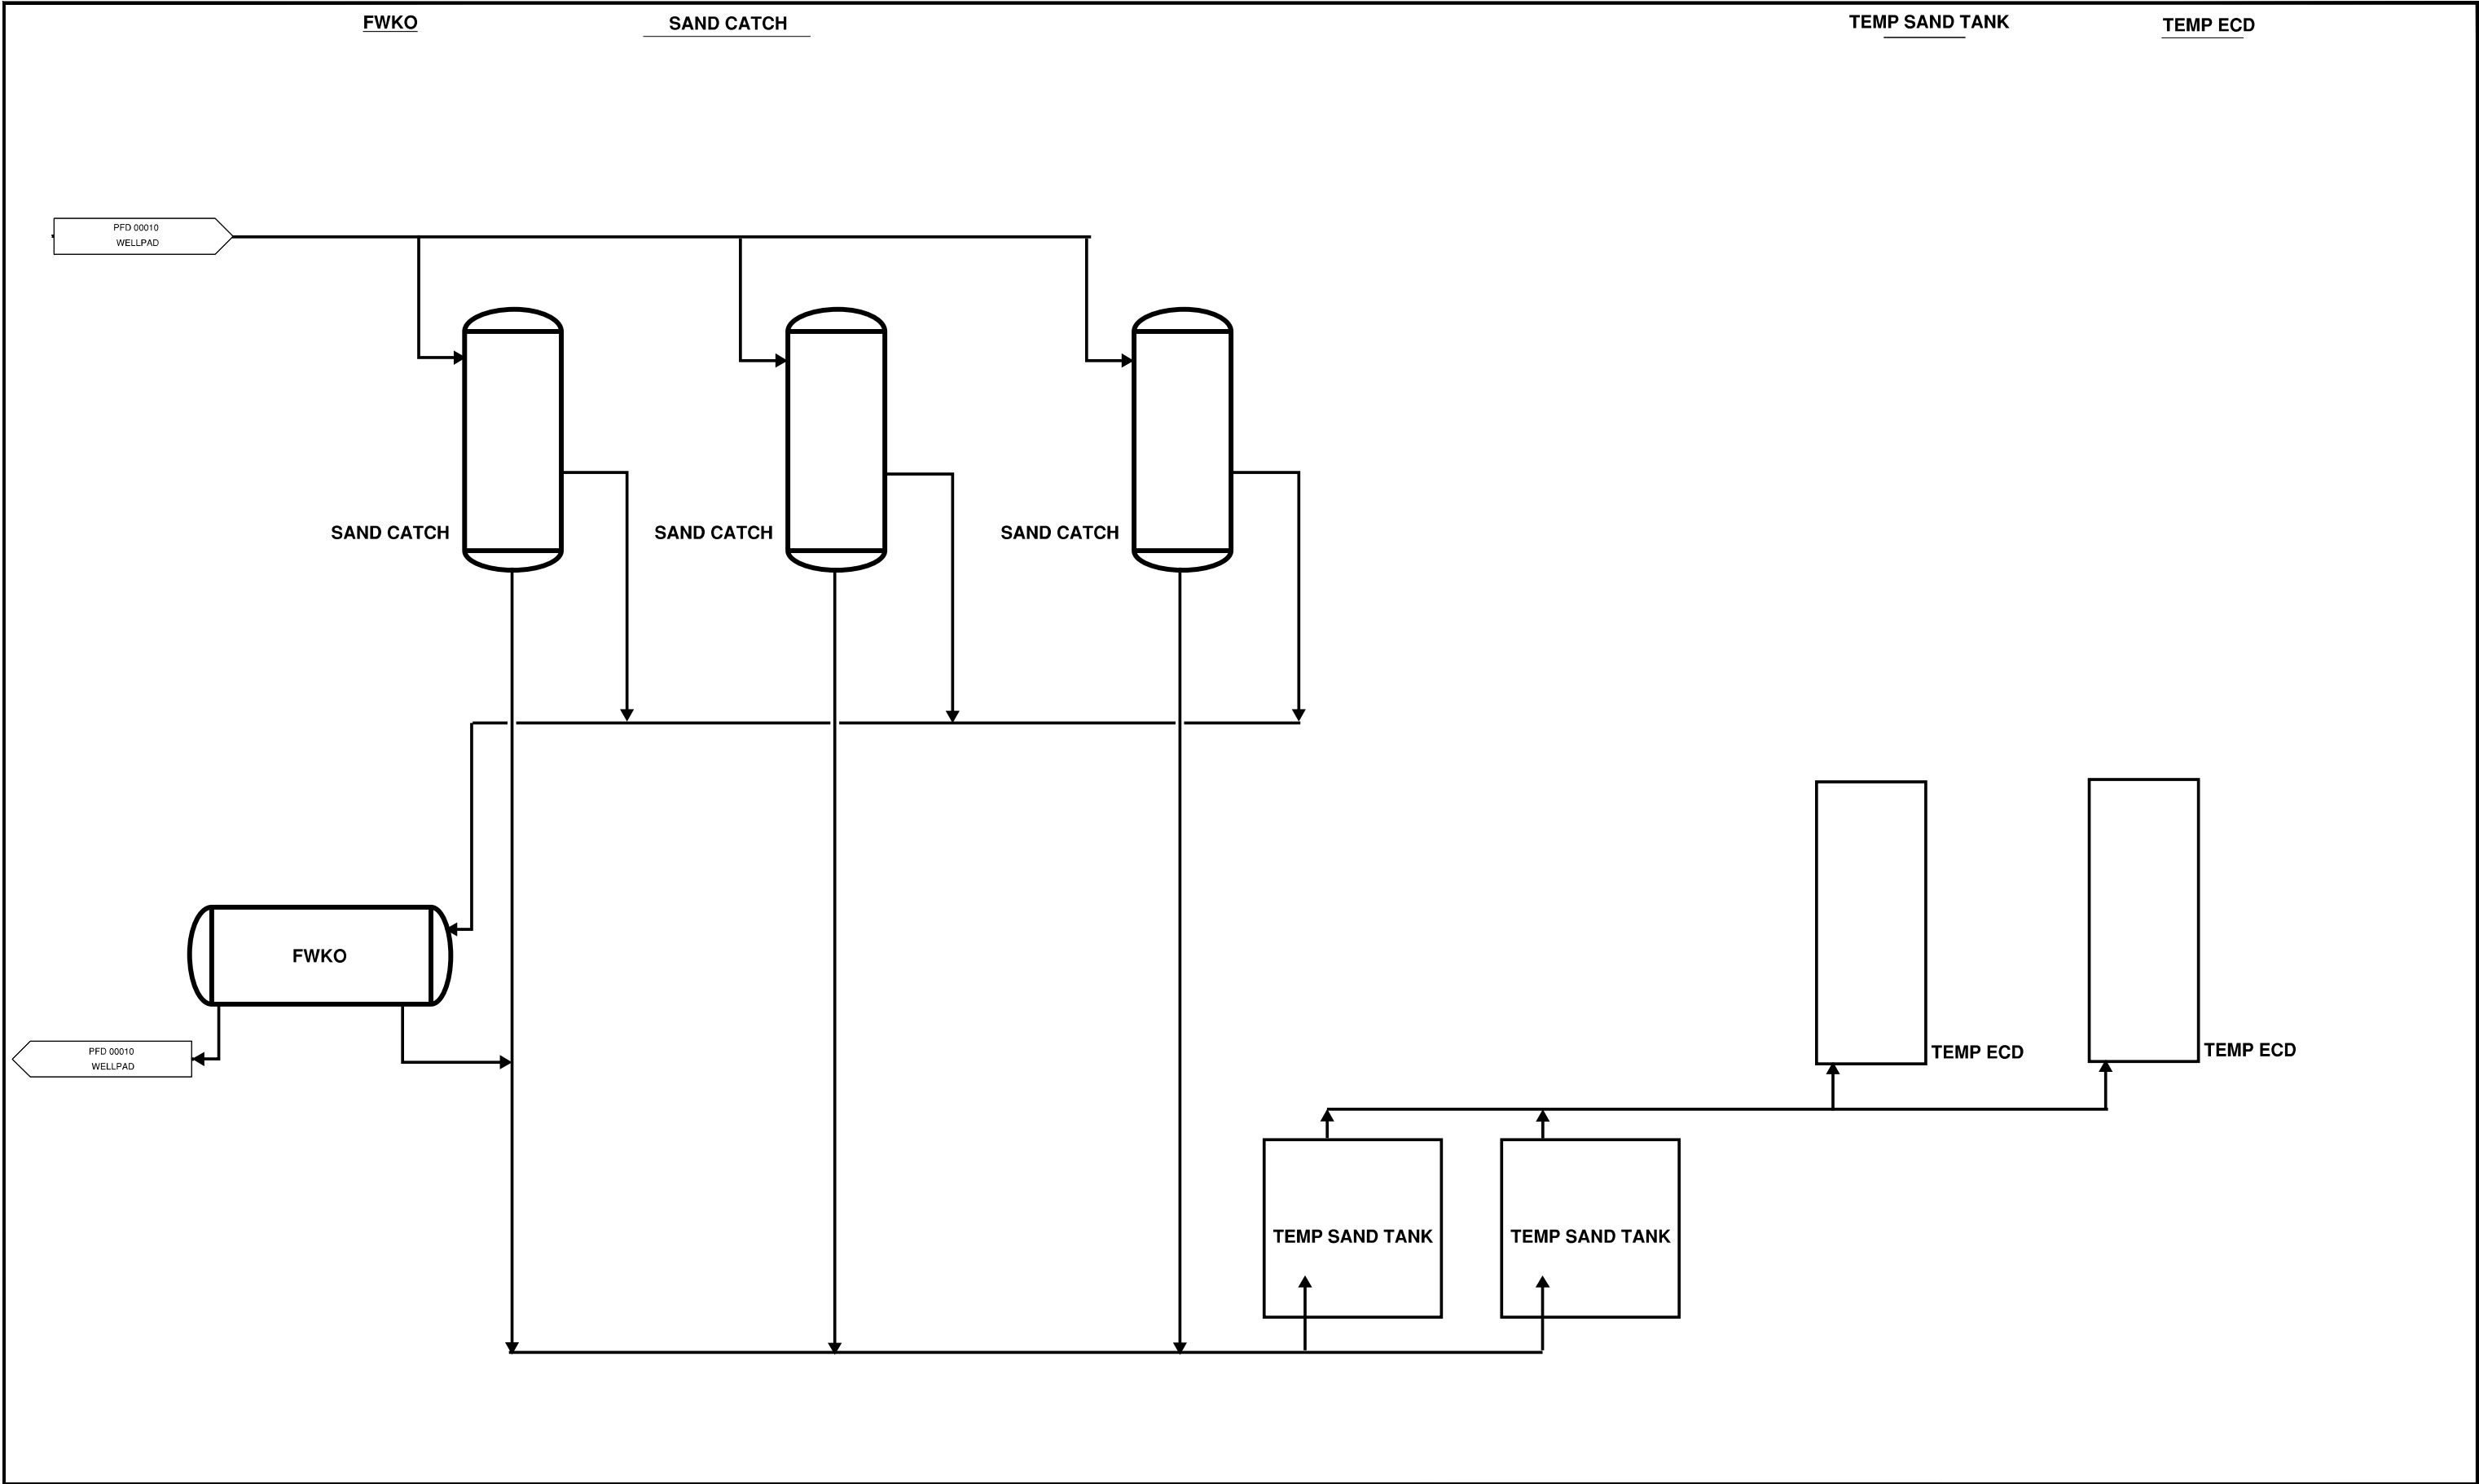 FWKO
SAND CATCH
TEMP SAND TANK
TEMP ECD
PFD 00010
WELLPAD
SAND CATCH
SAND CATCH
SAND CATCH
FWKO
PFD 00010
WELLPAD
TEMP ECD
TEMP ECD
TEMP SAND TANK
TEMP SAND TANK